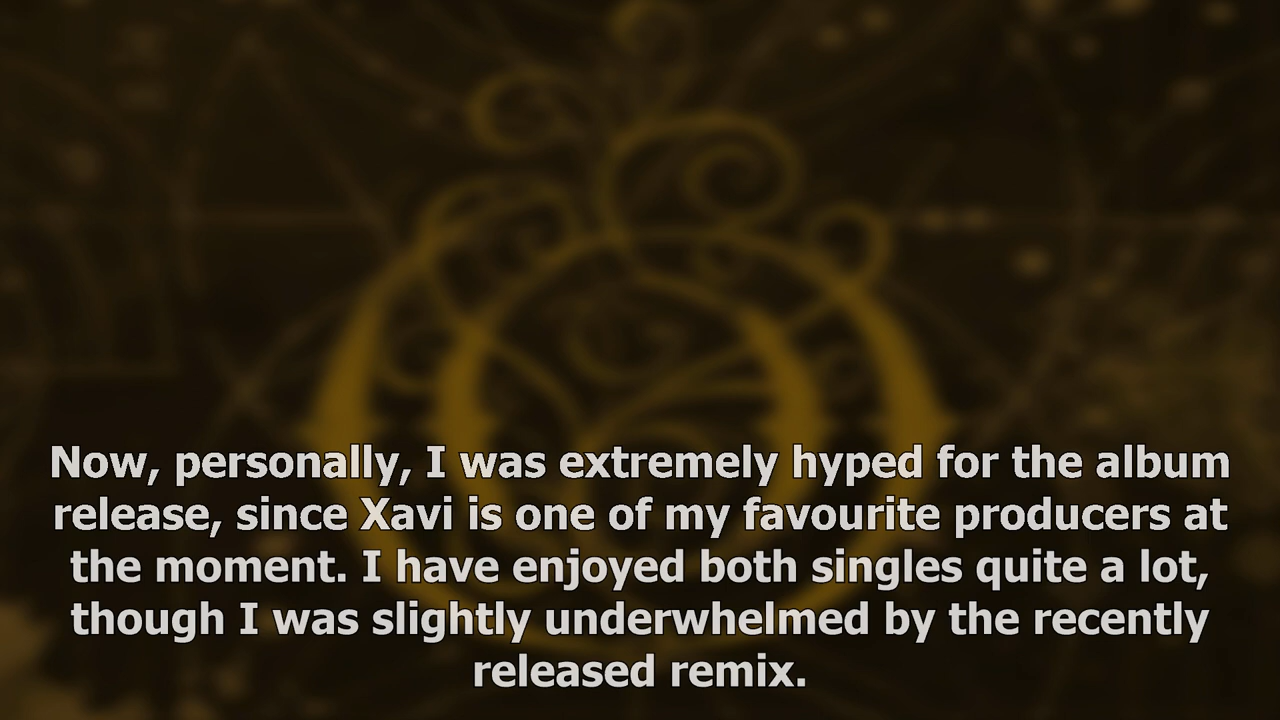 Now, personally, I was extremely hyped for the album
release, since Xavi is one of my favourite producers at
the moment. I have enjoyed both singles quite a lot,
though I was slightly underwhelmed by the recently
released remix.